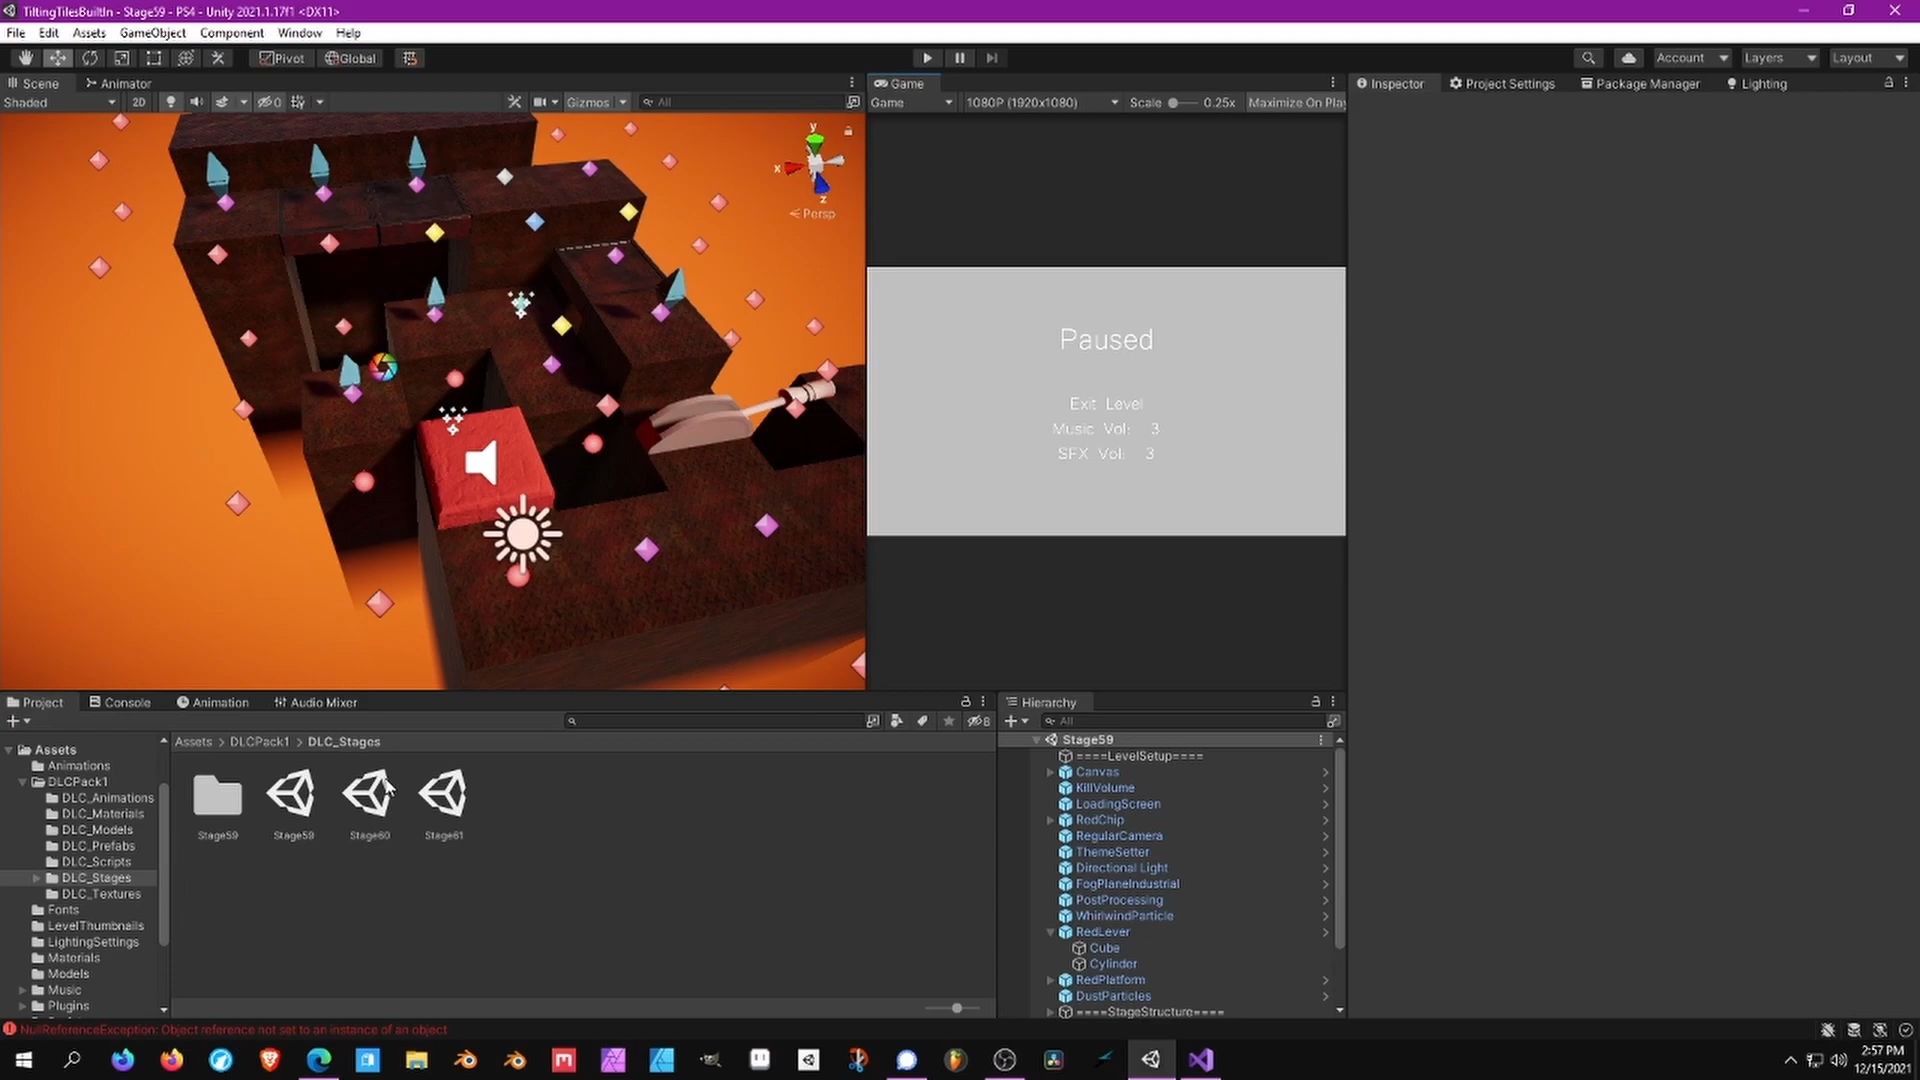 TiltingTilesBuiltIn - Stage59 - PS4 - Unity 2021.1.17f1 <DX11>
File Edit Assets GameObject Component Window Help
Pivot Global Account Layers Layout
Scene Animator Game Inspector Project Settings Package Manager Lighting
Shaded 2D 0 Gizmos All Game 1080P (1920x1080) Scale 0.25x Maximize On Play
y
x
z
Persp
Paused
Exit Level
Music Vol: 3
SFX Vol: 3
Project Console Animation Audio Mixer
8
Assets > DLCPack1 > DLC_Stages
Assets
Animations
DLCPack1
DLC_Animations
DLC_Materials
DLC_Models
DLC_Prefabs
DLC_Scripts
DLC_Stages
DLC_Textures
Fonts
LevelThumbnails
LightingSettings
Materials
Models
Music
Plugins
Stage59 Stage59 Stage60 Stage61
Hierarchy
All
Stage59
====LevelSetup====
Canvas
KillVolume
LoadingScreen
RedChip
RegularCamera
ThemeSetter
Directional Light
FogPlaneIndustrial
PostProcessing
WhirlwindParticle
RedLever
Cube
Cylinder
RedPlatform
DustParticles
====StageStructure====
NullReferenceException: Object reference not set to an instance of an object
2:57 PM
12/15/2021